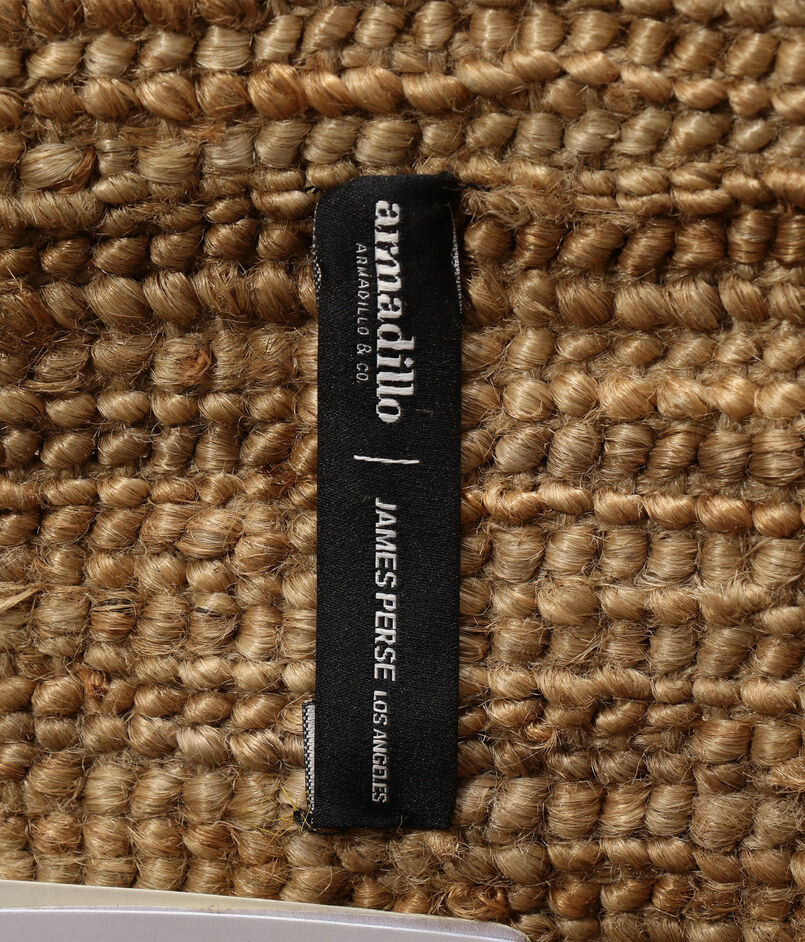 armadillo
ARMADILLO & CO.
JAMES PERSE LOS ANGELES